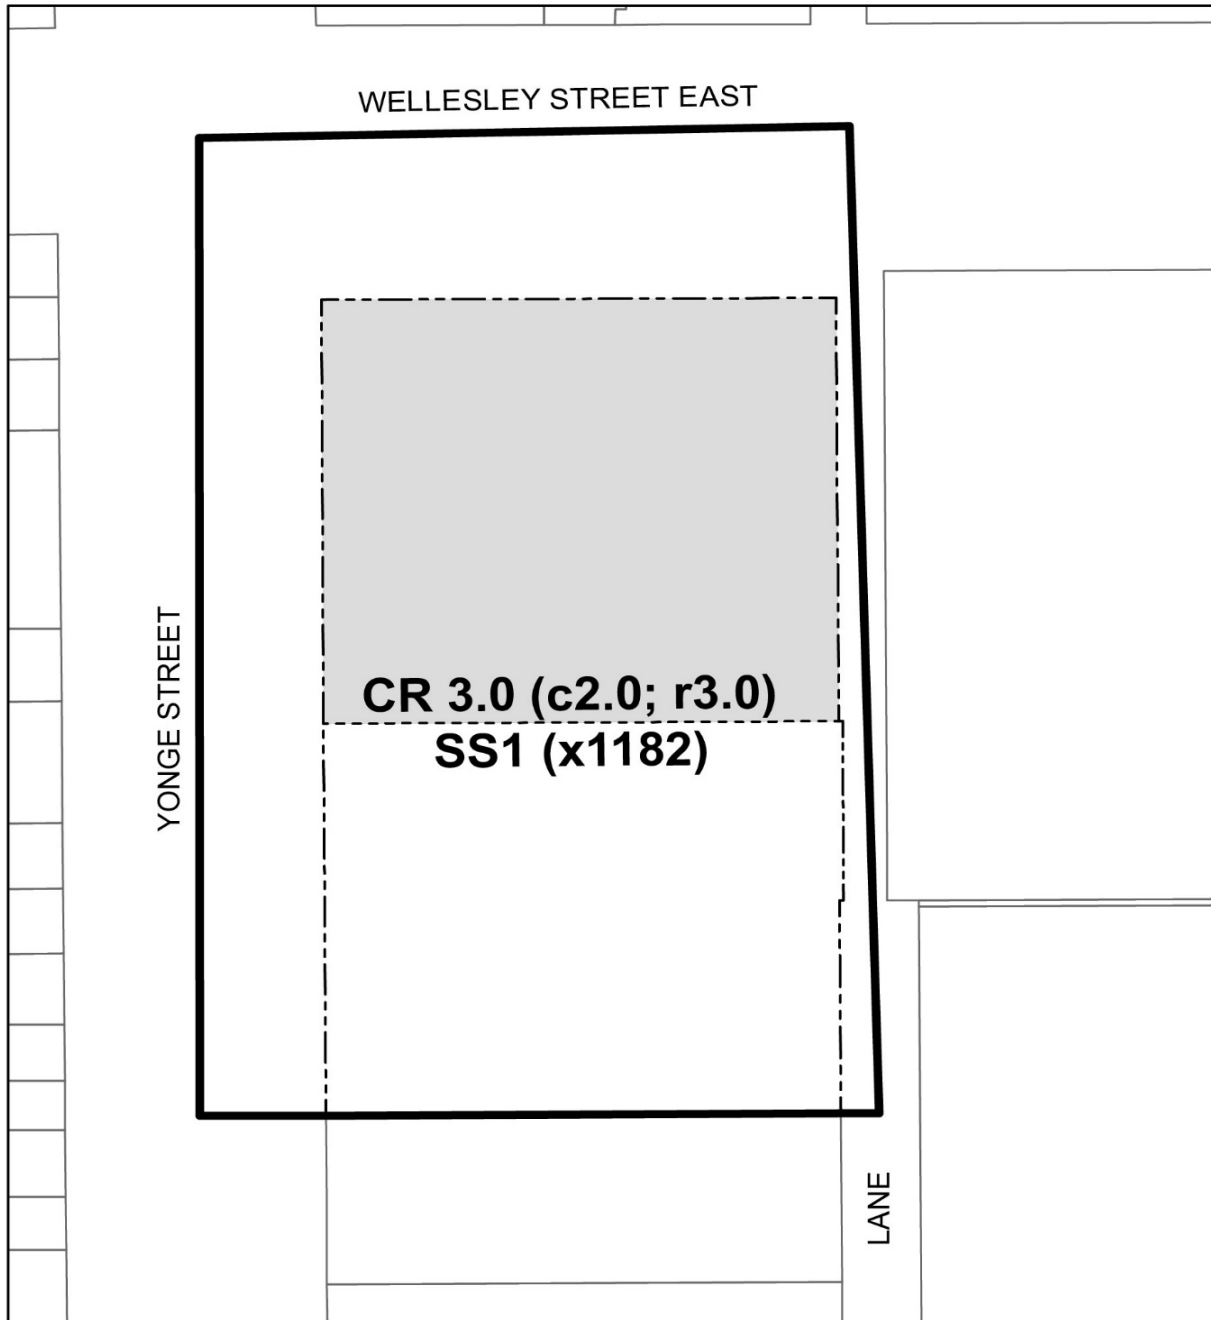 WELLESLEY STREET EAST
YONGE STREET
CR 3.0 (c2.0; r3.0)
SS1 (x1182)
LANE